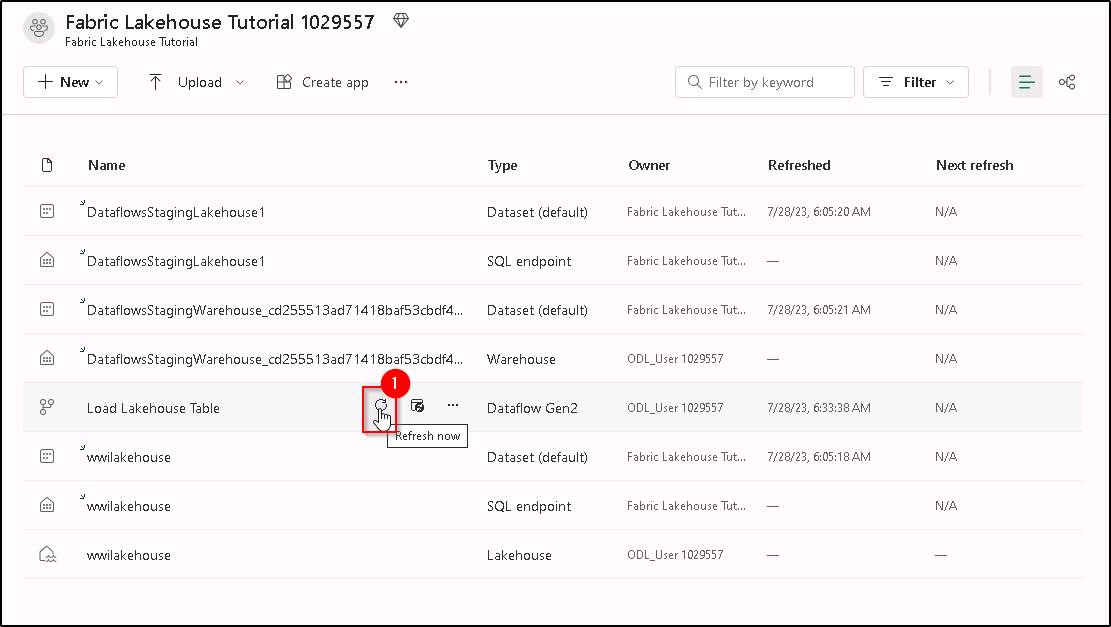 Fabric Lakehouse Tutorial 1029557
Fabric Lakehouse Tutorial
New Upload Create app ... Filter by keyword Filter
Name Type Owner Refreshed Next refresh
DataflowsStagingLakehouse1 Dataset (default) Fabric Lakehouse Tut... 7/28/23, 6:05:20 AM N/A
DataflowsStagingLakehouse1 SQL endpoint Fabric Lakehouse Tut... — N/A
DataflowsStagingWarehouse_cd255513ad71418baf53cbdf4... Dataset (default) Fabric Lakehouse Tut... 7/28/23, 6:05:21 AM N/A
DataflowsStagingWarehouse_cd255513ad71418baf53cbdf4... Warehouse ODL_User 1029557 — N/A
1
Load Lakehouse Table ... Dataflow Gen2 ODL_User 1029557 7/28/23, 6:33:38 AM N/A
Refresh now
wwilakehouse Dataset (default) Fabric Lakehouse Tut... 7/28/23, 6:05:18 AM N/A
wwilakehouse SQL endpoint Fabric Lakehouse Tut... — N/A
wwilakehouse Lakehouse ODL_User 1029557 — —